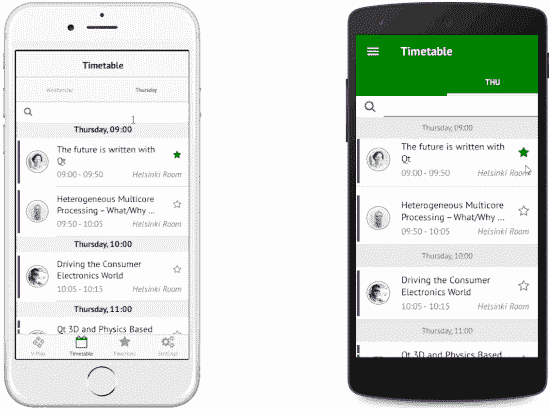 Timetable
Wednesday
Thursday
Thursday, 09:00
The future is written with
Qt
09:00 - 09:50
Helsinki Room
Heterogeneous Multicore
Processing – What/Why ...
09:50 - 10:05
Helsinki Room
Thursday, 10:00
Driving the Consumer
Electronics World
10:05 - 10:15
Helsinki Room
Thursday, 11:00
Qt 3D and Physics Based
V-Play
Timetable
Favorites
Settings
Timetable
THU
Thursday, 09:00
The future is written with
Qt
09:00 - 09:50
Helsinki Room
Heterogeneous Multicore
Processing – What/Why ...
09:50 - 10:05
Helsinki Room
Thursday, 10:00
Driving the Consumer
Electronics World
10:05 - 10:15
Helsinki Room
Thursday, 11:00
Qt 3D and Physics Based